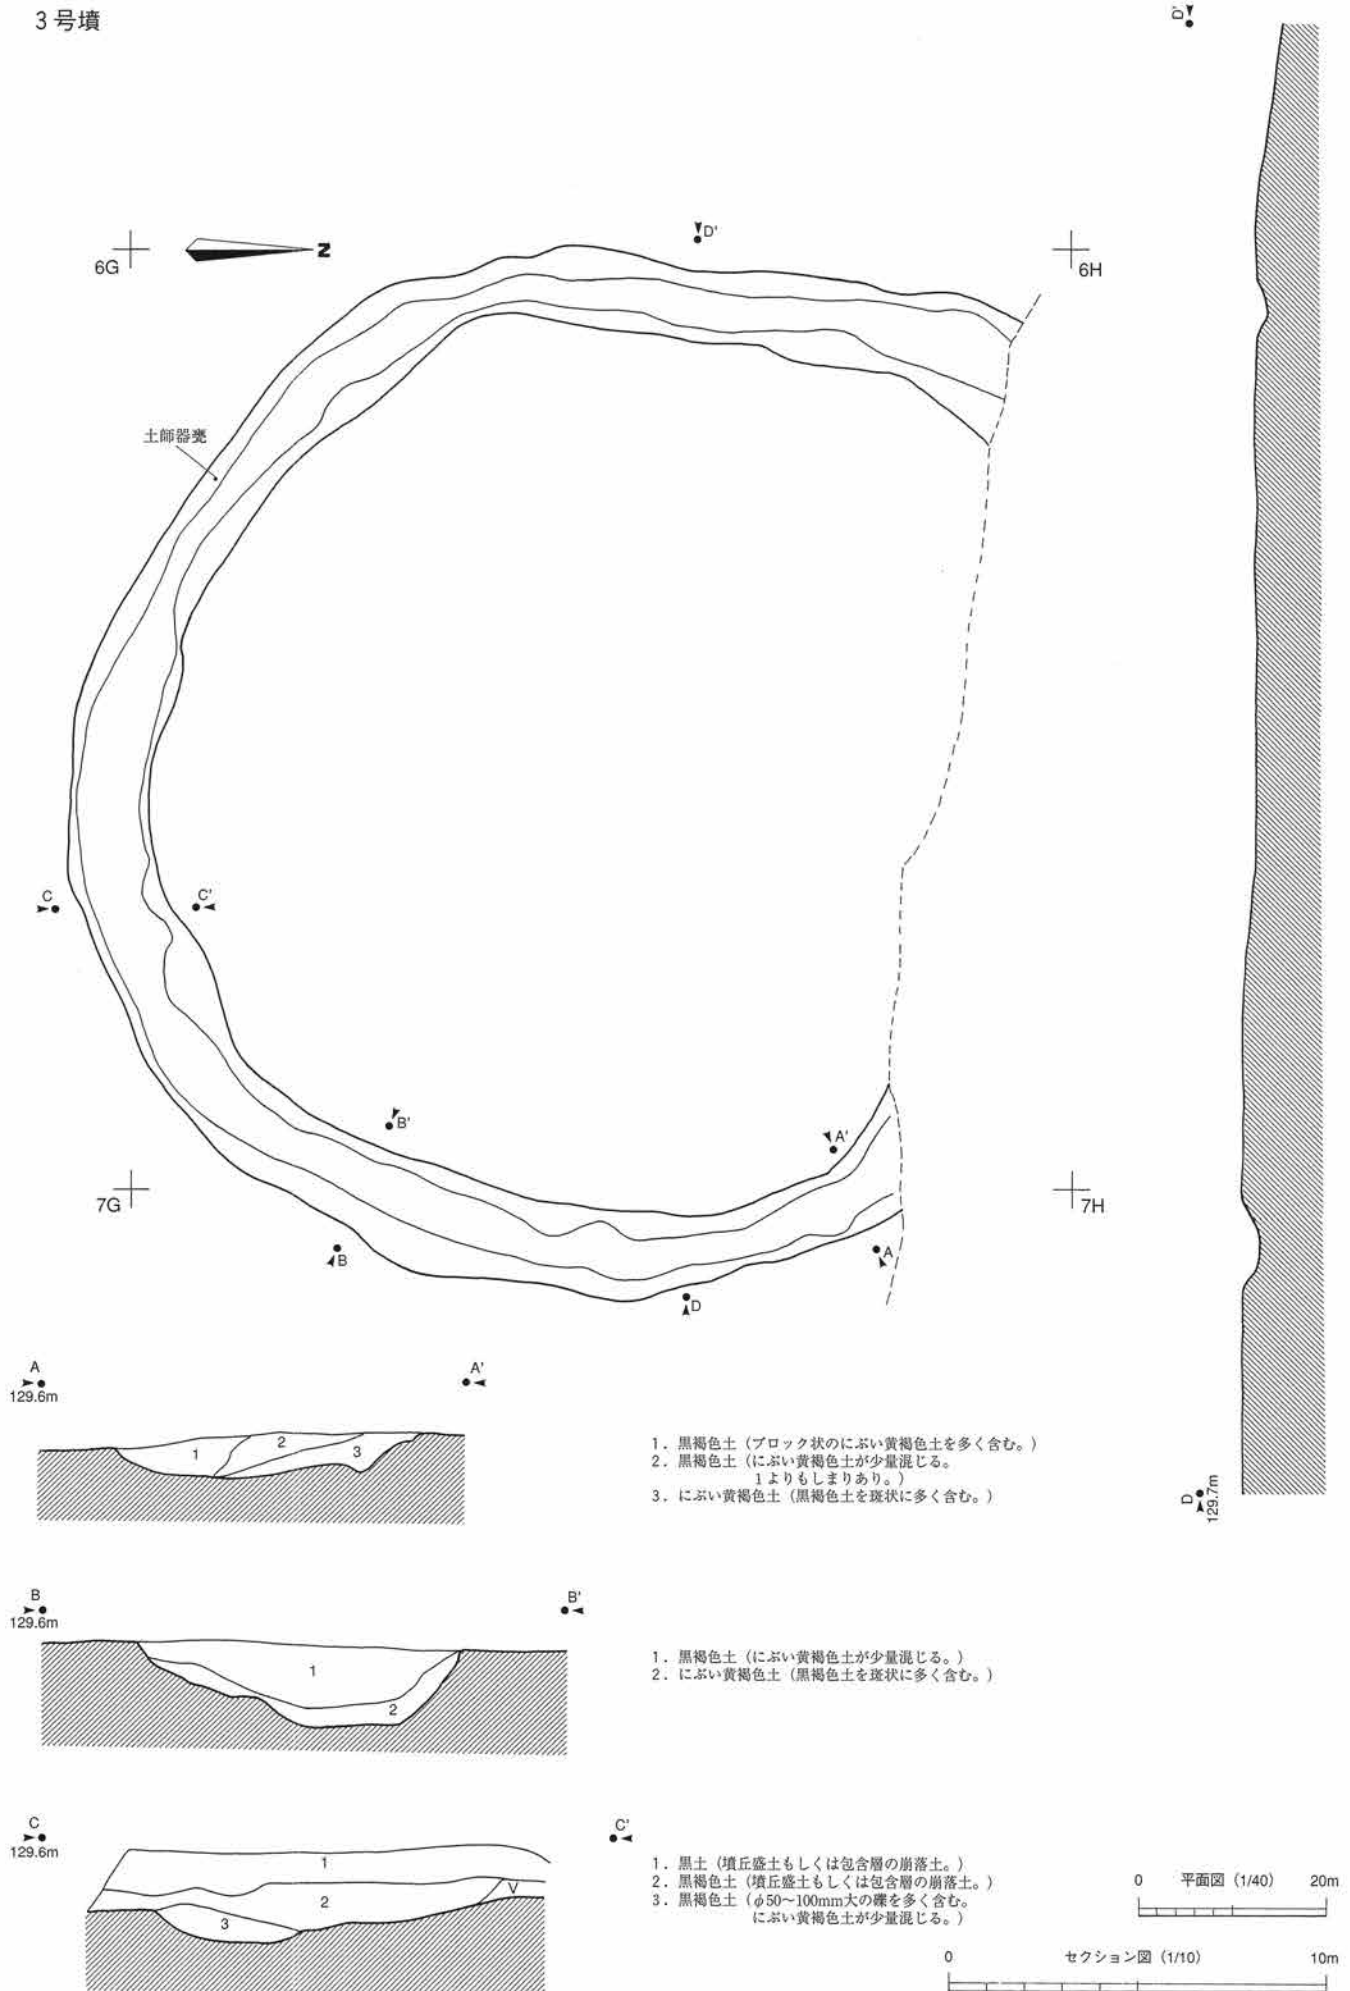 3号墳
D'
6G
N
D'
6H
土師器甕
C
C'
B'
A'
7G
7H
B
A
D
A
129.6m
A'
1
2
3
1. 黒褐色土（ブロック状のにぶい黄褐色土を多く含む。）
2. 黒褐色土（にぶい黄褐色土が少量混じる。
1よりもしまりあり。）
3. にぶい黄褐色土（黒褐色土を斑状に多く含む。）
D
129.7m
B
129.6m
B'
1
2
1. 黒褐色土（にぶい黄褐色土が少量混じる。）
2. にぶい黄褐色土（黒褐色土を斑状に多く含む。）
C
129.6m
C'
1
2
3
V
1. 黒土（墳丘盛土もしくは包含層の崩落土。）
2. 黒褐色土（墳丘盛土もしくは包含層の崩落土。）
3. 黒褐色土（φ50～100mm大の礫を多く含む。
にぶい黄褐色土が少量混じる。）
0 平面図（1/40） 20m
0 セクション図（1/10） 10m